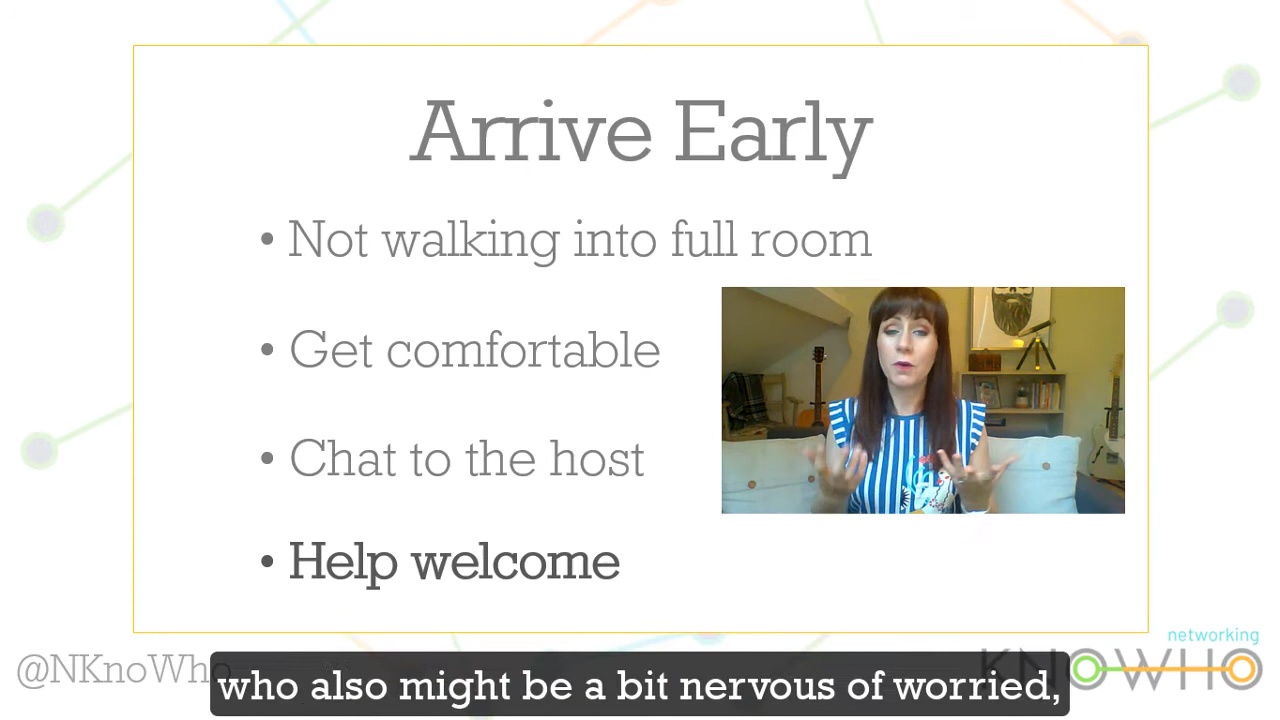 Arrive Early
• Not walking into full room
• Get comfortable
• Chat to the host
• Help welcome
networking
KNOWHO
@NKnoWho
who also might be a bit nervous of worried,